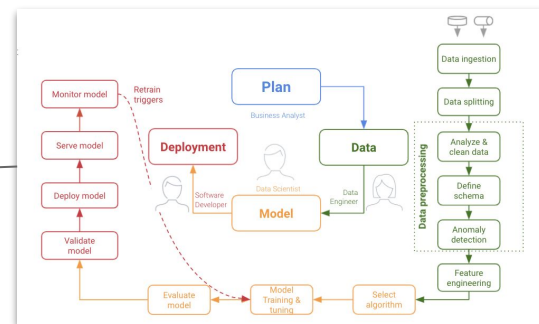 Data ingestion
Data splitting
Data preprocessing
Analyze &
clean data
Define
schema
Anomaly
detection
Feature
engineering
Select
algorithm
Model
Training &
tuning
Evaluate
model
Validate
model
Deploy model
Serve model
Monitor model
Retrain
triggers
Plan
Business Analyst
Data
Data
Engineer
Data Scientist
Model
Software
Developer
Deployment